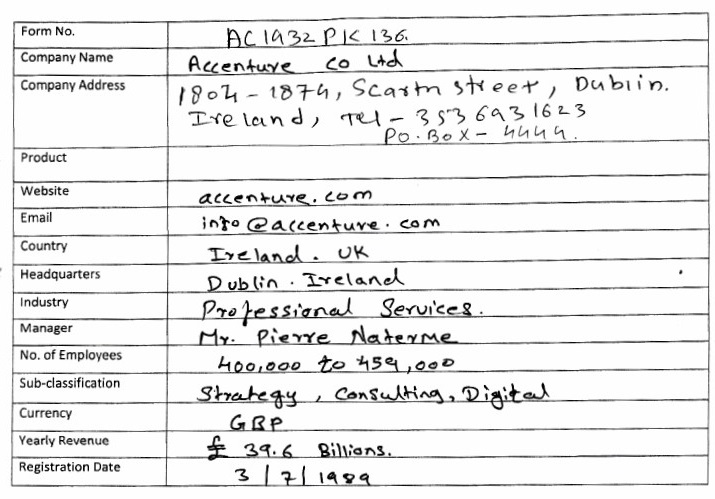 Form No. AC1932PK136.
Company Name Accenture Co Ltd
Company Address 1804-1874, Scarth street, Dublin.
Ireland, Tel - 353 6931623
PO.BOX - 4444.
Product
Website accenture.com
Email info@accenture.com
Country Ireland. UK
Headquarters Dublin. Ireland
Industry Professional Services.
Manager Mr. Pierre Naterme
No. of Employees 400,000 to 459,000
Sub-classification Strategy, Consulting, Digital
Currency GBP
Yearly Revenue £ 39.6 Billions.
Registration Date 3/7/1989